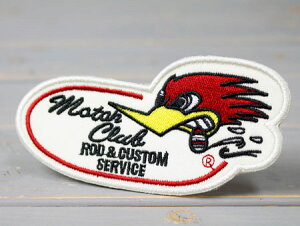 Motor
Club
ROD & CUSTOM
SERVICE
®